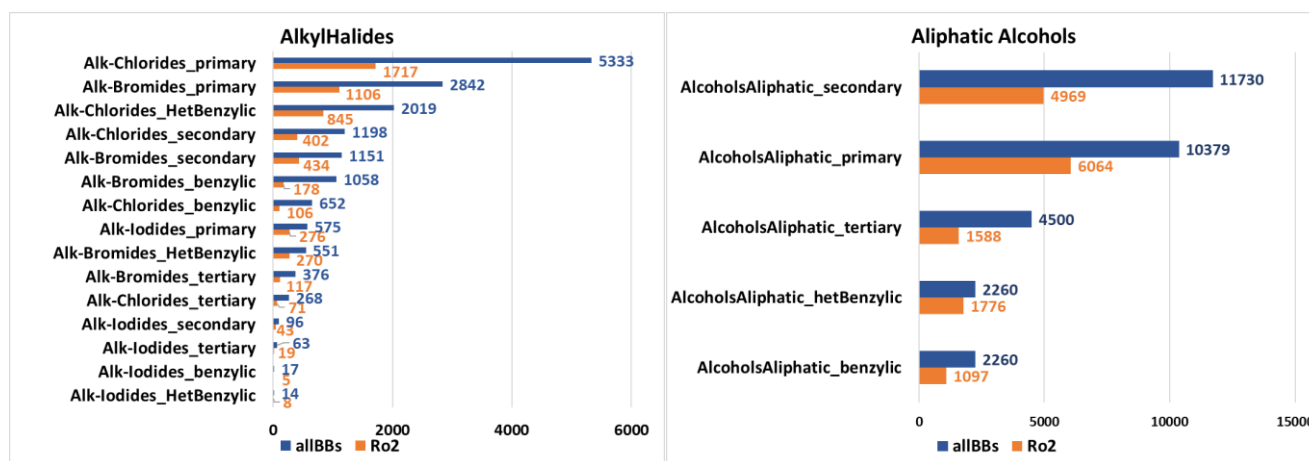 AlkylHalides
Alk-Chlorides_primary 5333
1717
Alk-Bromides_primary 2842
1106
Alk-Chlorides_HetBenzylic 2019
845
Alk-Chlorides_secondary 1198
402
Alk-Bromides_secondary 1151
434
Alk-Bromides_benzylic 1058
178
Alk-Chlorides_benzylic 652
106
Alk-Iodides_primary 575
276
Alk-Bromides_HetBenzylic 551
270
Alk-Bromides_tertiary 376
117
Alk-Chlorides_tertiary 268
71
Alk-Iodides_secondary 96
43
Alk-Iodides_tertiary 63
19
Alk-Iodides_benzylic 17
5
Alk-Iodides_HetBenzylic 14
8
0 2000 4000 6000
allBBs Ro2
Aliphatic Alcohols
AlcoholsAliphatic_secondary 11730
4969
AlcoholsAliphatic_primary 10379
6064
AlcoholsAliphatic_tertiary 4500
1588
AlcoholsAliphatic_hetBenzylic 2260
1776
AlcoholsAliphatic_benzylic 2260
1097
0 5000 10000 15000
allBBs Ro2